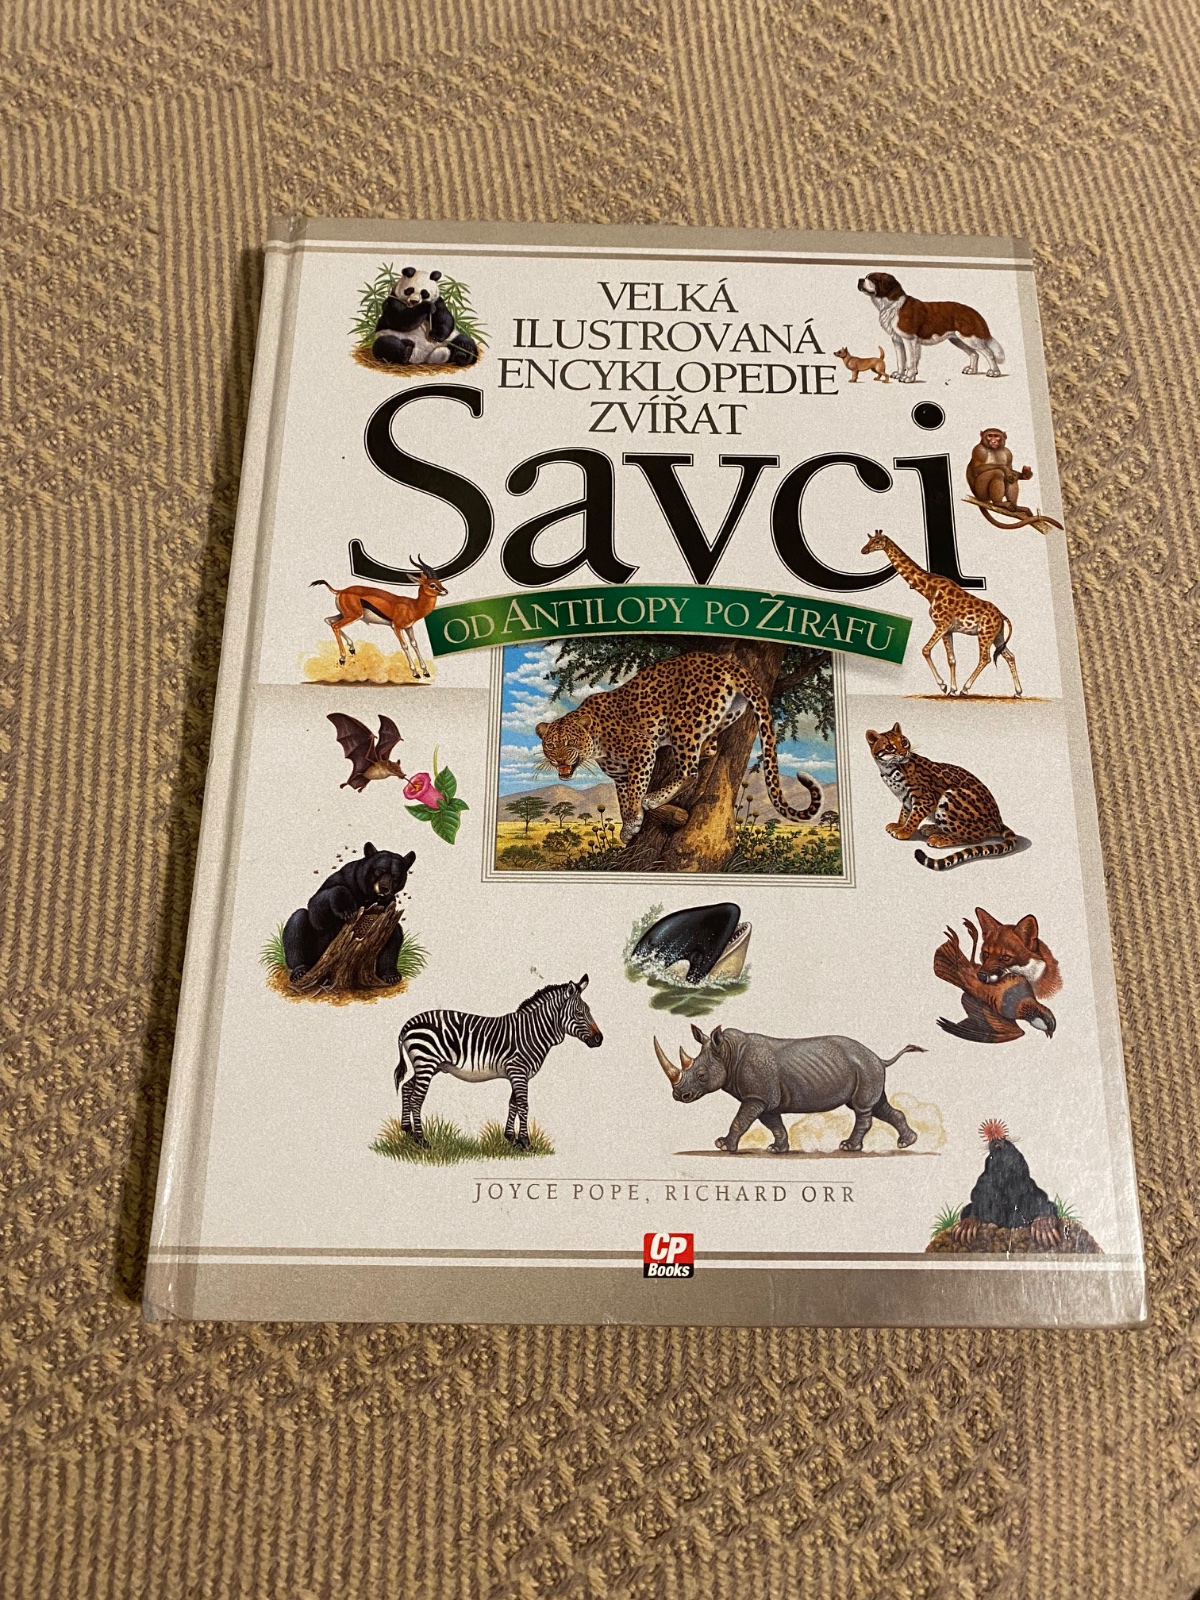 VELKÁ
ILUSTROVANÁ
ENCYKLOPEDIE
ZVÍŘAT
Savci
OD ANTILOPY PO ŽIRAFU
JOYCE POPE, RICHARD ORR
CP
Books